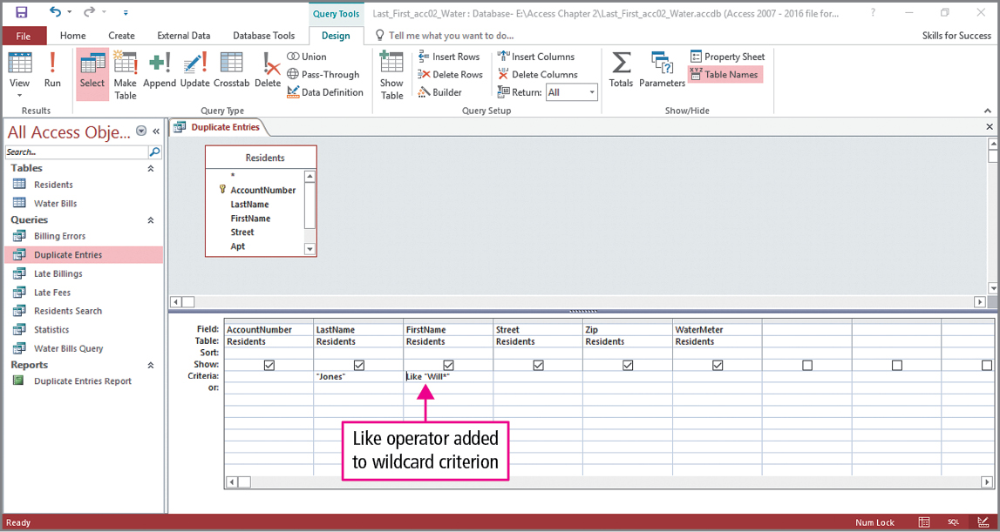 Query Tools
Last_First_acc02_Water : Database- E:\Access Chapter 2\Last_First_acc02_Water.accdb (Access 2007 - 2016 file for...
?
File
Home
Create
External Data
Database Tools
Design
Tell me what you want to do...
Skills for Success
View
Run
Results
Select
Make Table
Append
Update
Crosstab
Delete
Union
Pass-Through
Data Definition
Query Type
Show Table
Insert Rows
Delete Rows
Builder
Insert Columns
Delete Columns
Return: All
Query Setup
Totals
Parameters
Property Sheet
XYZ Table Names
Show/Hide
All Access Obje...
Search...
Tables
Residents
Water Bills
Queries
Billing Errors
Duplicate Entries
Late Billings
Late Fees
Residents Search
Statistics
Water Bills Query
Reports
Duplicate Entries Report
Duplicate Entries
Residents
*
AccountNumber
LastName
FirstName
Street
Apt
Field: AccountNumber LastName FirstName Street Zip WaterMeter
Table: Residents Residents Residents Residents Residents Residents
Sort:
Show:
Criteria: "Jones" Like "Will*"
or:
Like operator added
to wildcard criterion
Ready
Num Lock
SQL